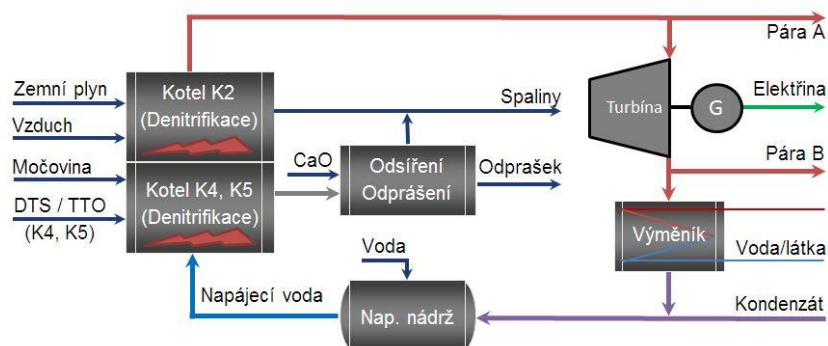 Pára A
Zemní plyn
Kotel K2
(Denitrifikace)
Spaliny
Turbína
G
Elektřina
Vzduch
Močovina
CaO
Odsíření
Odprášení
Odprašek
Pára B
Kotel K4, K5
(Denitrifikace)
DTS / TTO
(K4, K5)
Výměník
Voda
Voda/látka
Napájecí voda
Nap. nádrž
Kondenzát